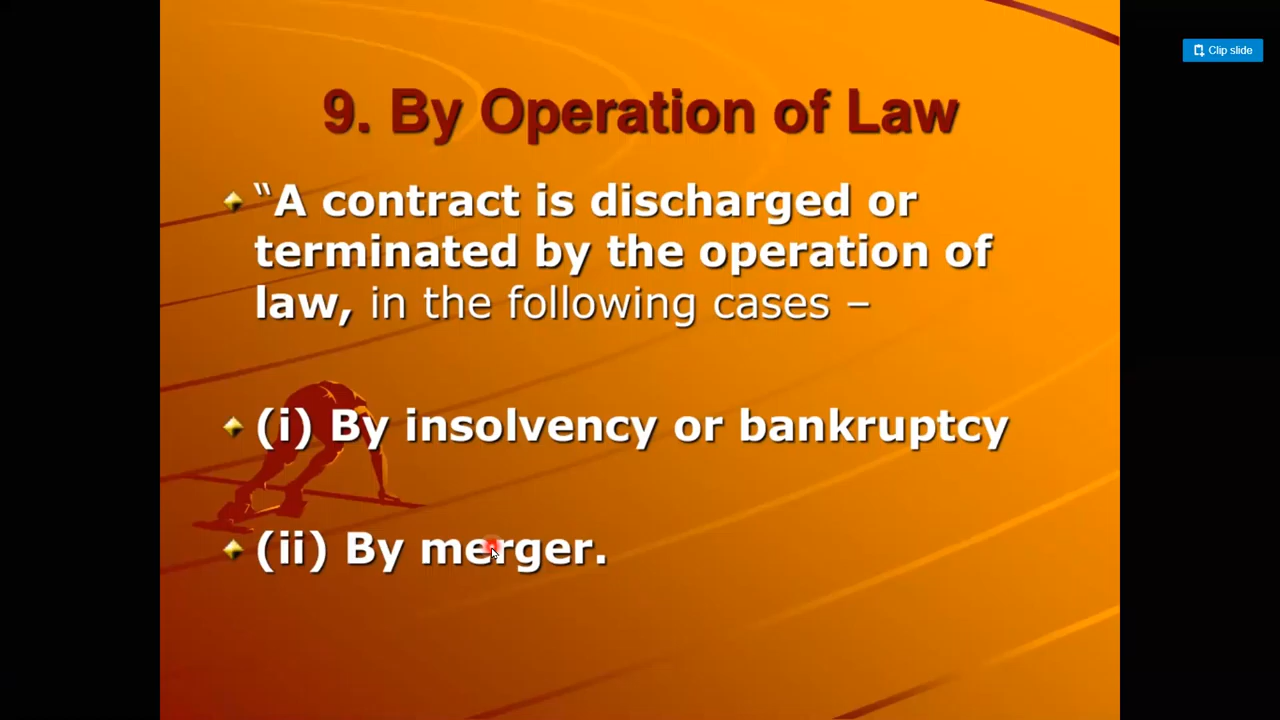 Clip slide
9. By Operation of Law
“A contract is discharged or
terminated by the operation of
law, in the following cases –
(i) By insolvency or bankruptcy
(ii) By merger.